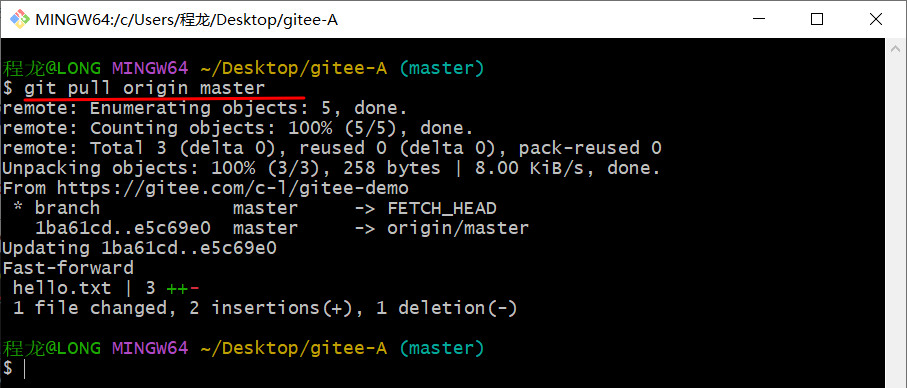 MINGW64:/c/Users/程龙/Desktop/gitee-A
程龙@LONG MINGW64 ~/Desktop/gitee-A (master)
$ git pull origin master
remote: Enumerating objects: 5, done.
remote: Counting objects: 100% (5/5), done.
remote: Total 3 (delta 0), reused 0 (delta 0), pack-reused 0
Unpacking objects: 100% (3/3), 258 bytes | 8.00 KiB/s, done.
From https://gitee.com/c-l/gitee-demo
 * branch            master     -> FETCH_HEAD
   1ba61cd..e5c69e0  master     -> origin/master
Updating 1ba61cd..e5c69e0
Fast-forward
 hello.txt | 3 ++-
 1 file changed, 2 insertions(+), 1 deletion(-)
程龙@LONG MINGW64 ~/Desktop/gitee-A (master)
$